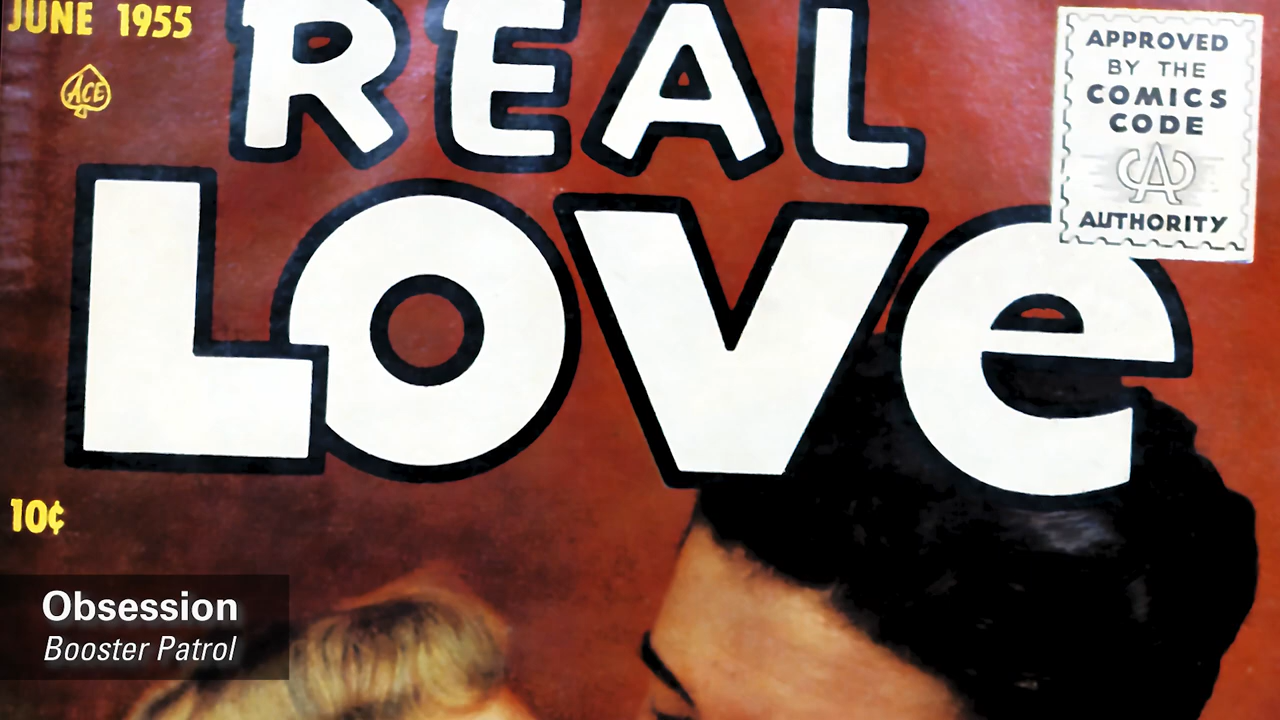 JUNE 1955
ACE
REAL
LOVe
APPROVED
BY THE
COMICS
CODE
CA
AUTHORITY
10¢
Obsession
Booster Patrol